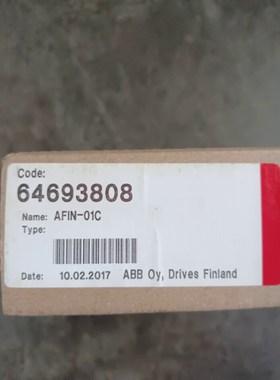 Code:
64693808
Name: AFIN-01C
Type:
Date: 10.02.2017 ABB Oy, Drives Finland